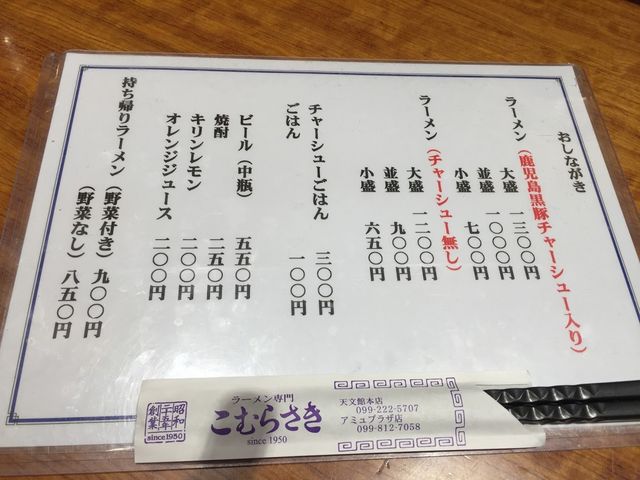 おしながき
ラーメン(鹿児島黒豚チャーシュー入り)
大盛 一三〇〇円
並盛 一〇〇〇円
小盛 七〇〇円
ラーメン(チャーシュー無し)
大盛 一二〇〇円
並盛 九〇〇円
小盛 六五〇円
チャーシューごはん 三〇〇円
ごはん 一〇〇円
ビール(中瓶) 五五〇円
焼酎 二五〇円
キリンレモン 二〇〇円
オレンジジュース 二〇〇円
持ち帰りラーメン(野菜付き)九〇〇円
(野菜なし)八五〇円
昭和
二十五年
創業
since1950
ラーメン専門
こむらさき
since 1950
天文館本店
099-222-5707
アミュプラザ店
099-812-7058